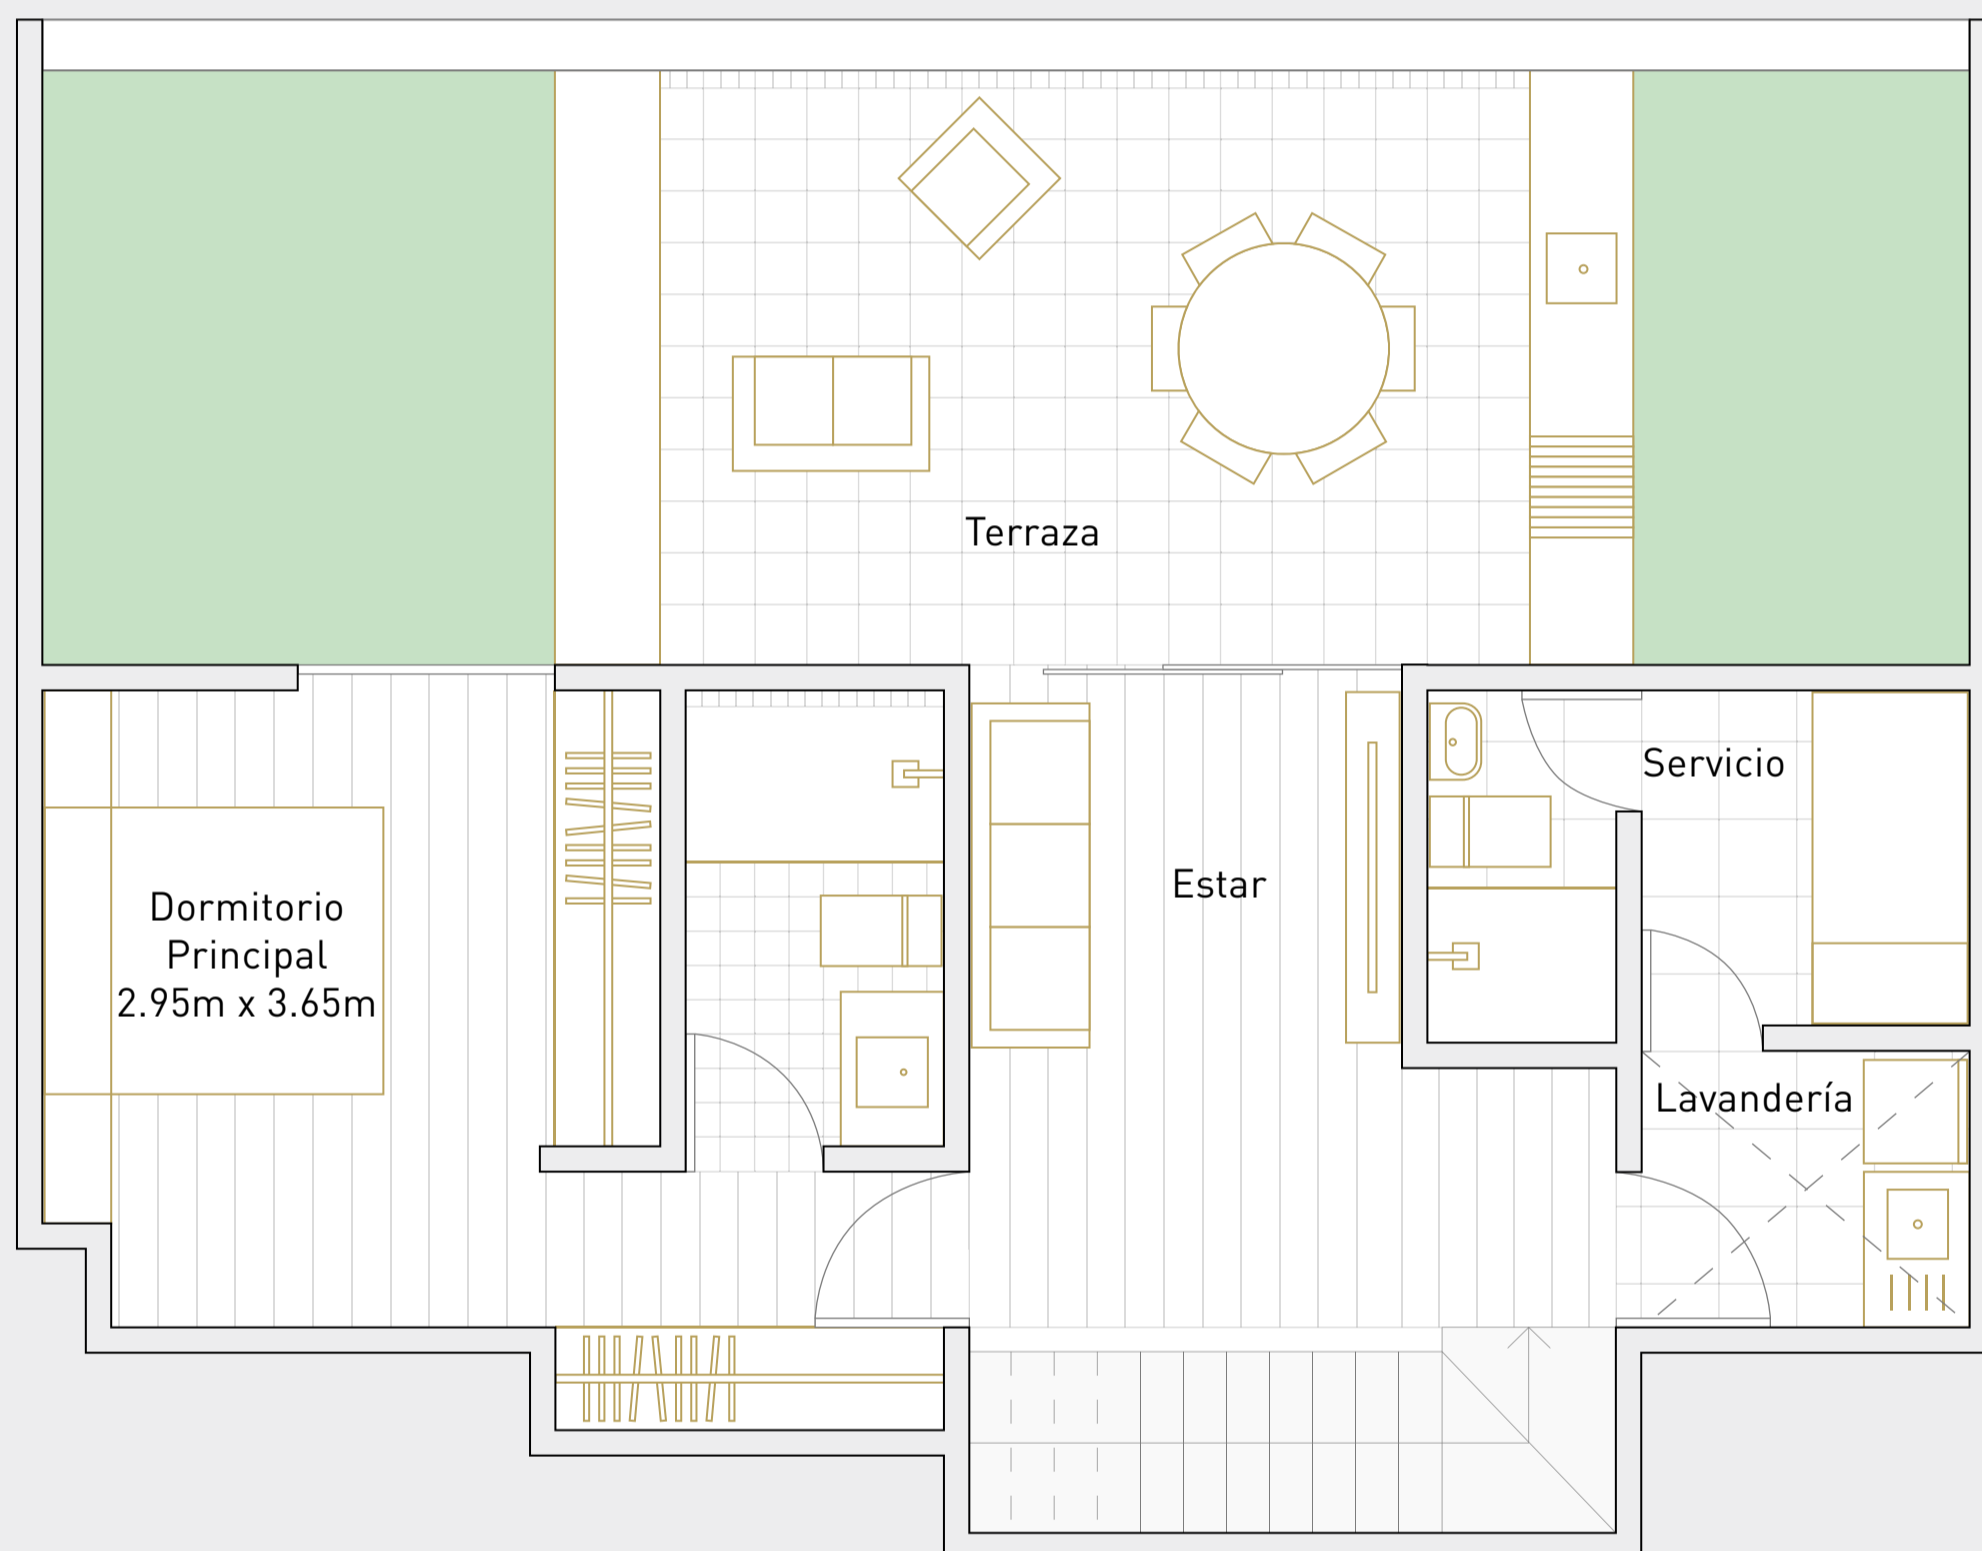 Terraza
Servicio
Estar
Dormitorio
Principal
2.95m x 3.65m
Lavandería